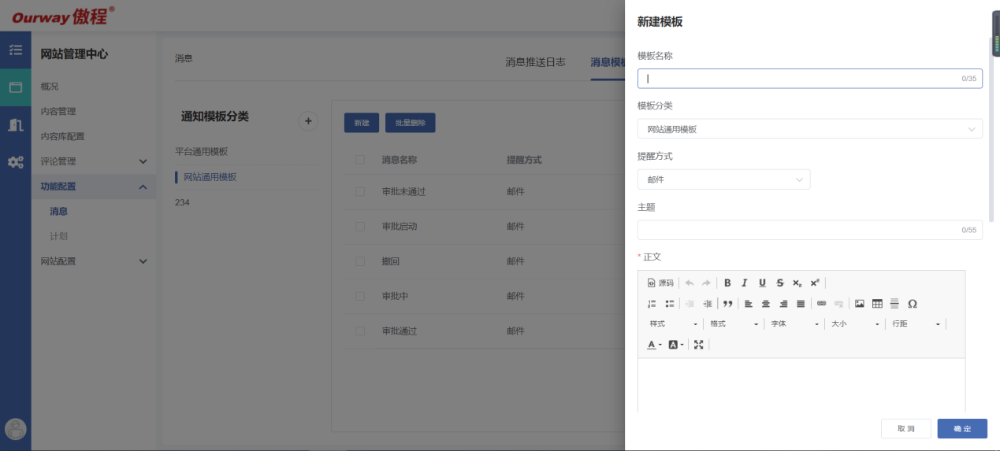 Ourway 傲程®
网站管理中心
概况
内容管理
内容库配置
评论管理
功能配置
消息
计划
网站配置
消息
消息推送日志
消息模
通知模板分类
+
平台通用模板
网站通用模板
234
新建
批量删除
消息名称
提醒方式
审批未通过
邮件
审批启动
邮件
撤回
邮件
审批中
邮件
审批通过
邮件
新建模板
模板名称
0/35
模板分类
网站通用模板
提醒方式
邮件
主题
0/55
* 正文
源码 B I U S x₂ x²
Ω
样式 格式 字体 大小 行距
A A
取消 确定